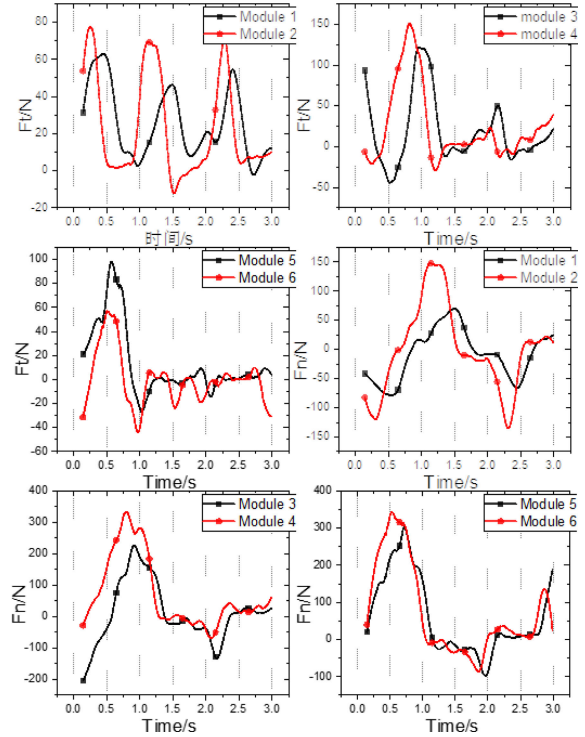 Module 1
Module 2
Ft/N
80
60
40
20
0
-20
0.0 0.5 1.0 1.5 2.0 2.5 3.0
时间/s
module 3
module 4
Ft/N
150
100
50
0
-50
0.0 0.5 1.0 1.5 2.0 2.5 3.0
Time/s
Module 5
Module 6
Ft/N
100
80
60
40
20
0
-20
-40
-60
0.0 0.5 1.0 1.5 2.0 2.5 3.0
Time/s
Module 1
Module 2
Fn/N
150
100
50
0
-50
-100
-150
0.0 0.5 1.0 1.5 2.0 2.5 3.0
Time/s
Module 3
Module 4
Fn/N
400
300
200
100
0
-100
-200
0.0 0.5 1.0 1.5 2.0 2.5 3.0
Time/s
Module 5
Module 6
Fn/N
400
300
200
100
0
-100
0.0 0.5 1.0 1.5 2.0 2.5 3.0
Time/s